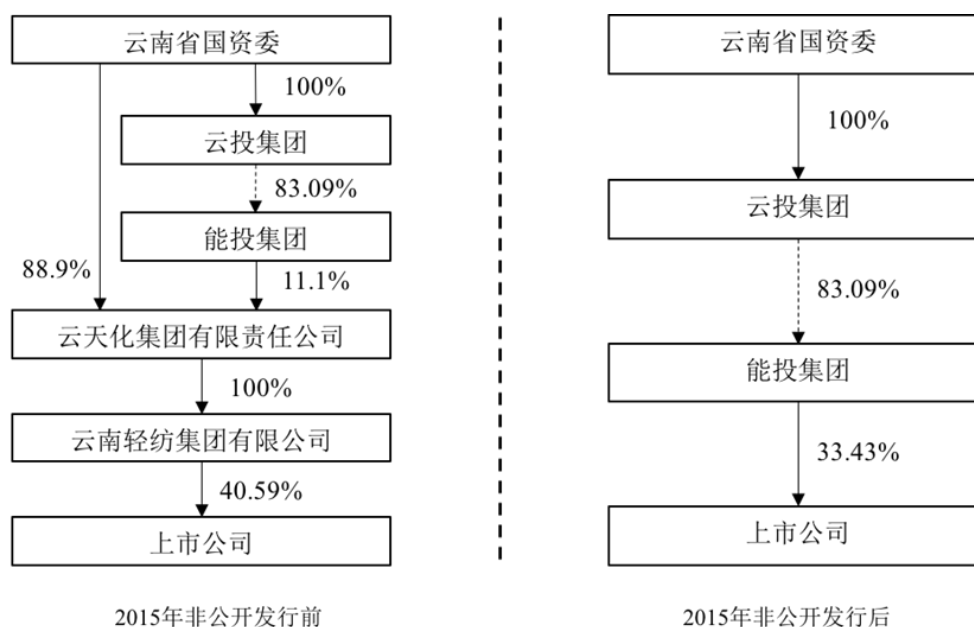 云南省国资委
100%
云投集团
83.09%
能投集团
88.9%
11.1%
云天化集团有限责任公司
100%
云南轻纺集团有限公司
40.59%
上市公司
2015年非公开发行前
云南省国资委
100%
云投集团
83.09%
能投集团
33.43%
上市公司
2015年非公开发行后